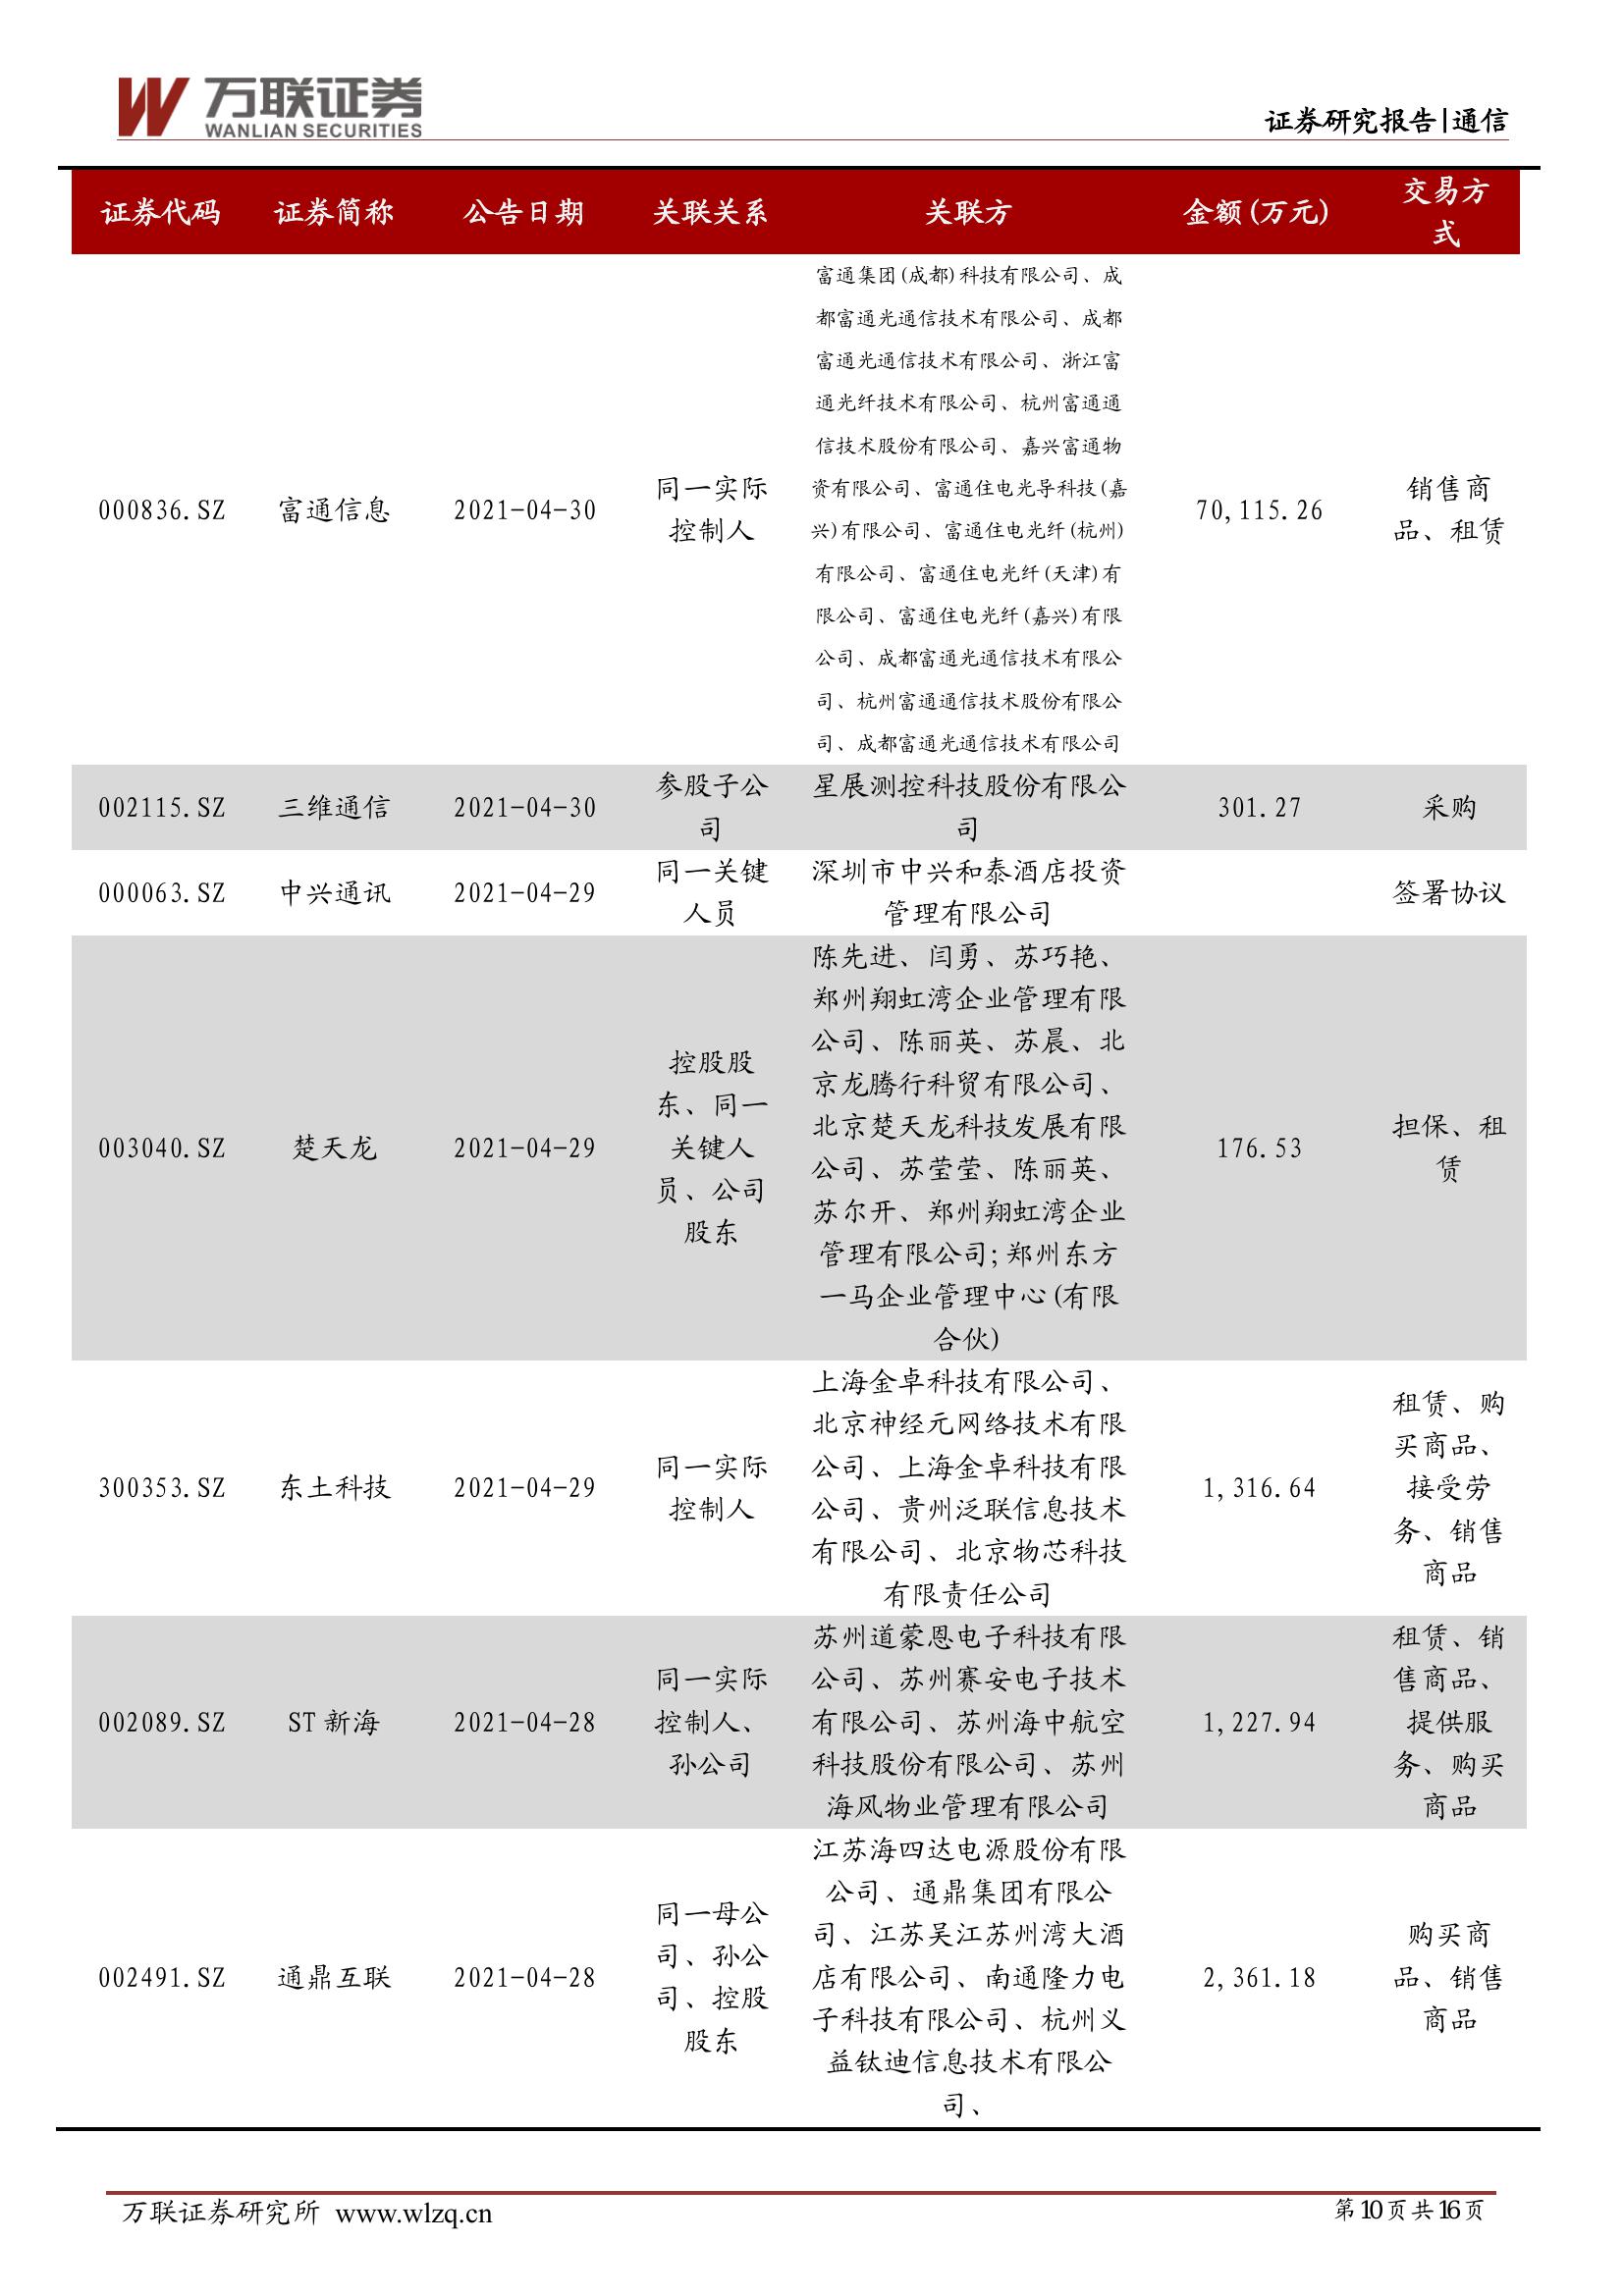 万联证券
WANLIAN SECURITIES
证券研究报告|通信
证券代码 证券简称 公告日期 关联关系 关联方 金额(万元) 交易方
式
富通集团(成都)科技有限公司、成
都富通光通信技术有限公司、成都
富通光通信技术有限公司、浙江富
通光纤技术有限公司、杭州富通通
信技术股份有限公司、嘉兴富通物
资有限公司、富通住电光导科技(嘉
兴)有限公司、富通住电光纤(杭州)
有限公司、富通住电光纤(天津)有
限公司、富通住电光纤(嘉兴)有限
公司、成都富通光通信技术有限公
司、杭州富通通信技术股份有限公
司、成都富通光通信技术有限公司
000836.SZ 富通信息 2021-04-30
同一实际
控制人
70,115.26
销售商
品、租赁
002115.SZ 三维通信 2021-04-30
参股子公
司
星展测控科技股份有限公
司
301.27 采购
000063.SZ 中兴通讯 2021-04-29
同一关键
人员
深圳市中兴和泰酒店投资
管理有限公司
签署协议
003040.SZ 楚天龙 2021-04-29
控股股
东、同一
关键人
员、公司
股东
陈先进、闫勇、苏巧艳、
郑州翔虹湾企业管理有限
公司、陈丽英、苏晨、北
京龙腾行科贸有限公司、
北京楚天龙科技发展有限
公司、苏莹莹、陈丽英、
苏尔开、郑州翔虹湾企业
管理有限公司;郑州东方
一马企业管理中心(有限
合伙)
176.53
担保、租
赁
300353.SZ 东土科技 2021-04-29
同一实际
控制人
上海金卓科技有限公司、
北京神经元网络技术有限
公司、上海金卓科技有限
公司、贵州泛联信息技术
有限公司、北京物芯科技
有限责任公司
1,316.64
租赁、购
买商品、
接受劳
务、销售
商品
002089.SZ ST 新海 2021-04-28
同一实际
控制人、
孙公司
苏州道蒙恩电子科技有限
公司、苏州赛安电子技术
有限公司、苏州海中航空
科技股份有限公司、苏州
海风物业管理有限公司
1,227.94
租赁、销
售商品、
提供服
务、购买
商品
002491.SZ 通鼎互联 2021-04-28
同一母公
司、孙公
司、控股
股东
江苏海四达电源股份有限
公司、通鼎集团有限公
司、江苏吴江苏州湾大酒
店有限公司、南通隆力电
子科技有限公司、杭州义
益钛迪信息技术有限公
司、
2,361.18
购买商
品、销售
商品
万联证券研究所 www.wlzq.cn 第10页共16页